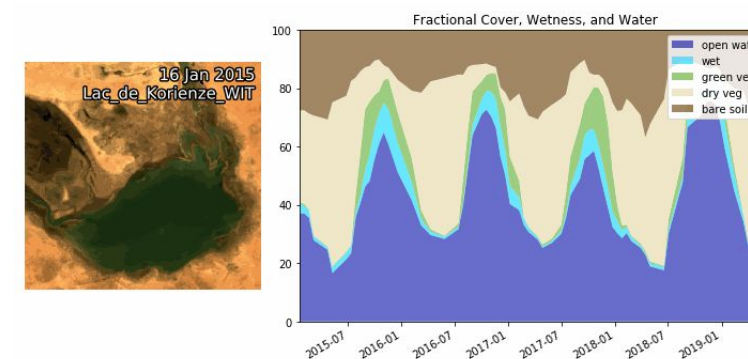 16 Jan 2015
Lac_de_Korienze_WIT
Fractional Cover, Wetness, and Water
100
80
60
40
20
0
open wat
wet
green ve
dry veg
bare soil
2015-07
2016-01
2016-07
2017-01
2017-07
2018-01
2018-07
2019-01